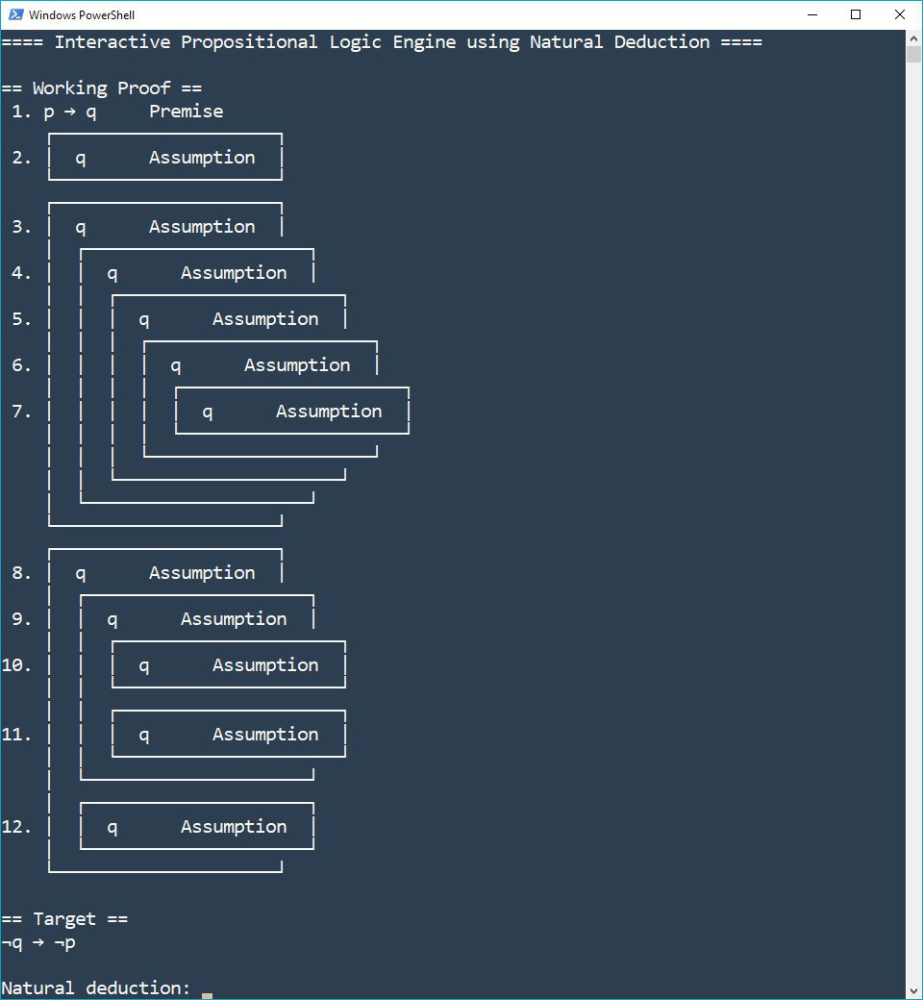 Windows PowerShell
==== Interactive Propositional Logic Engine using Natural Deduction ====
== Working Proof ==
1. p → q Premise
2. q Assumption
3. q Assumption
4. q Assumption
5. q Assumption
6. q Assumption
7. q Assumption
8. q Assumption
9. q Assumption
10. q Assumption
11. q Assumption
12. q Assumption
== Target ==
¬q → ¬p
Natural deduction: